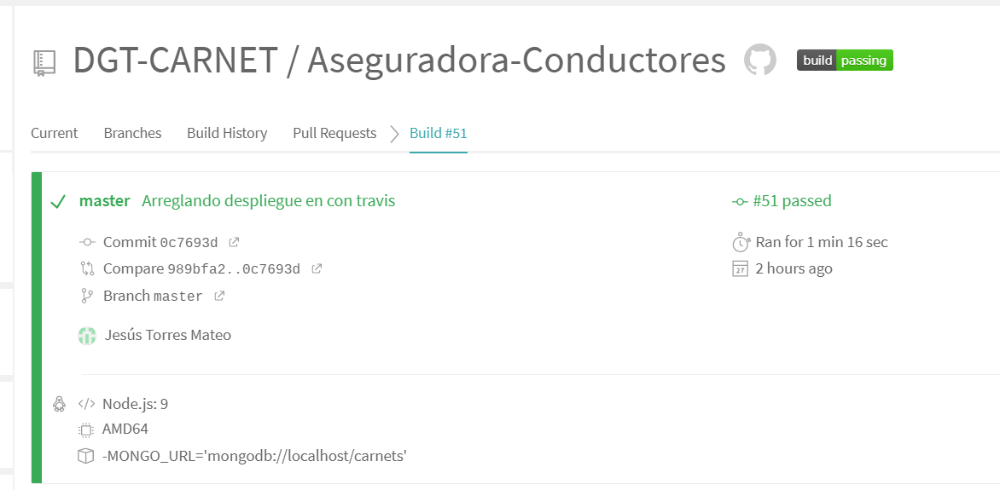 DGT-CARNET / Aseguradora-Conductores build passing
Current Branches Build History Pull Requests Build #51
master Arreglando despliegue en con travis #51 passed
Commit 0c7693d Ran for 1 min 16 sec
Compare 989bfa2..0c7693d 27 2 hours ago
Branch master
Jesús Torres Mateo
</> Node.js: 9
AMD64
-MONGO_URL='mongodb://localhost/carnets'